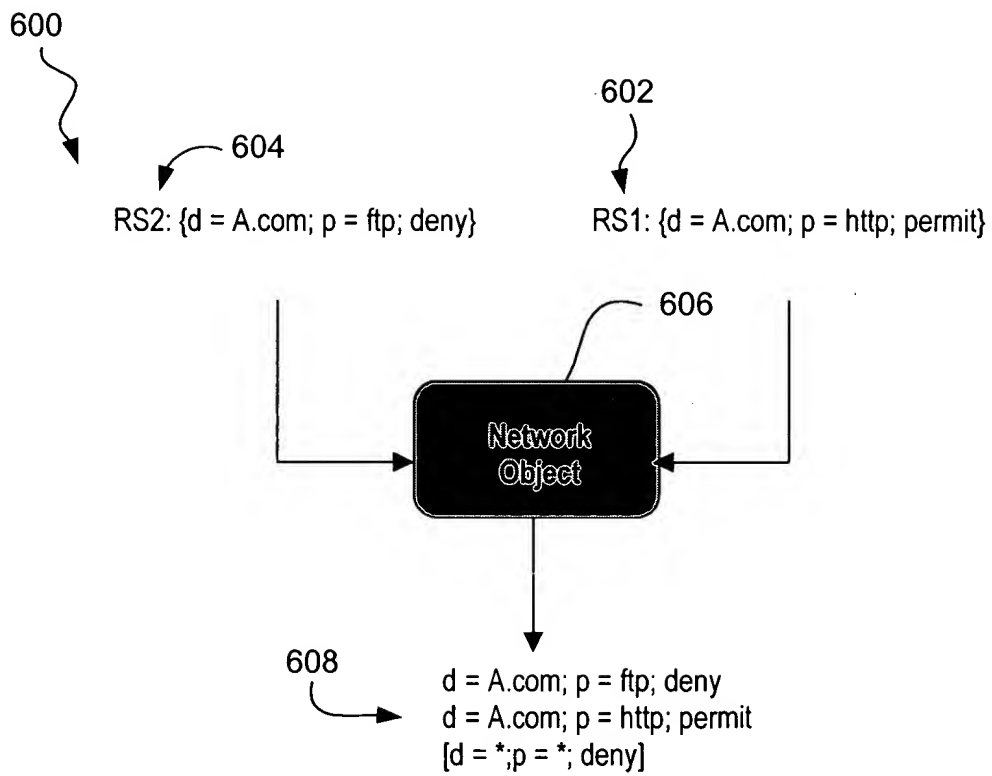 600
602
604
RS2: {d = A.com; p = ftp; deny}
RS1: {d = A.com; p = http; permit}
606
Network
Object
608
d = A.com; p = ftp; deny
d = A.com; p = http; permit
[d = *;p = *; deny]